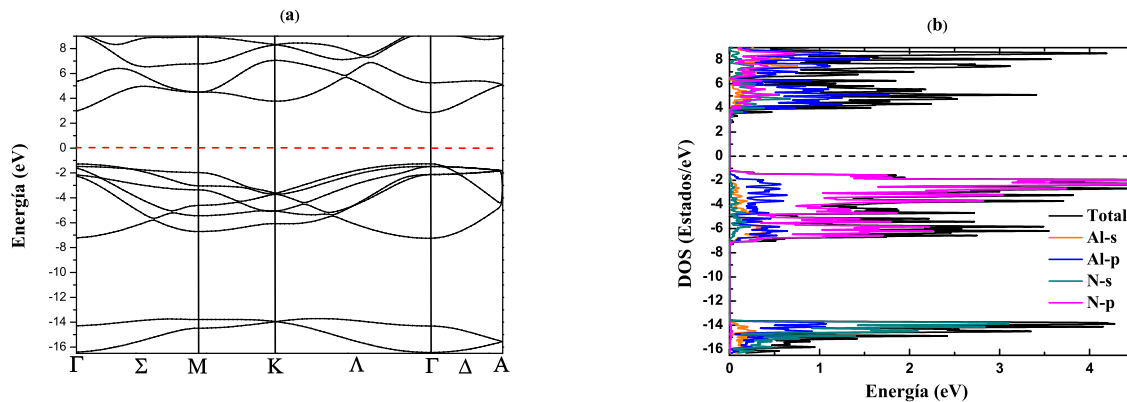 (a)
Energía (eV)
8
6
4
2
0
-2
-4
-6
-8
-10
-12
-14
-16
Γ Σ M K Λ Γ Δ A
(b)
DOS (Estados/eV)
8
6
4
2
0
-2
-4
-6
-8
-10
-12
-14
-16
Total
Al-s
Al-p
N-s
N-p
0 1 2 3 4
Energía (eV)